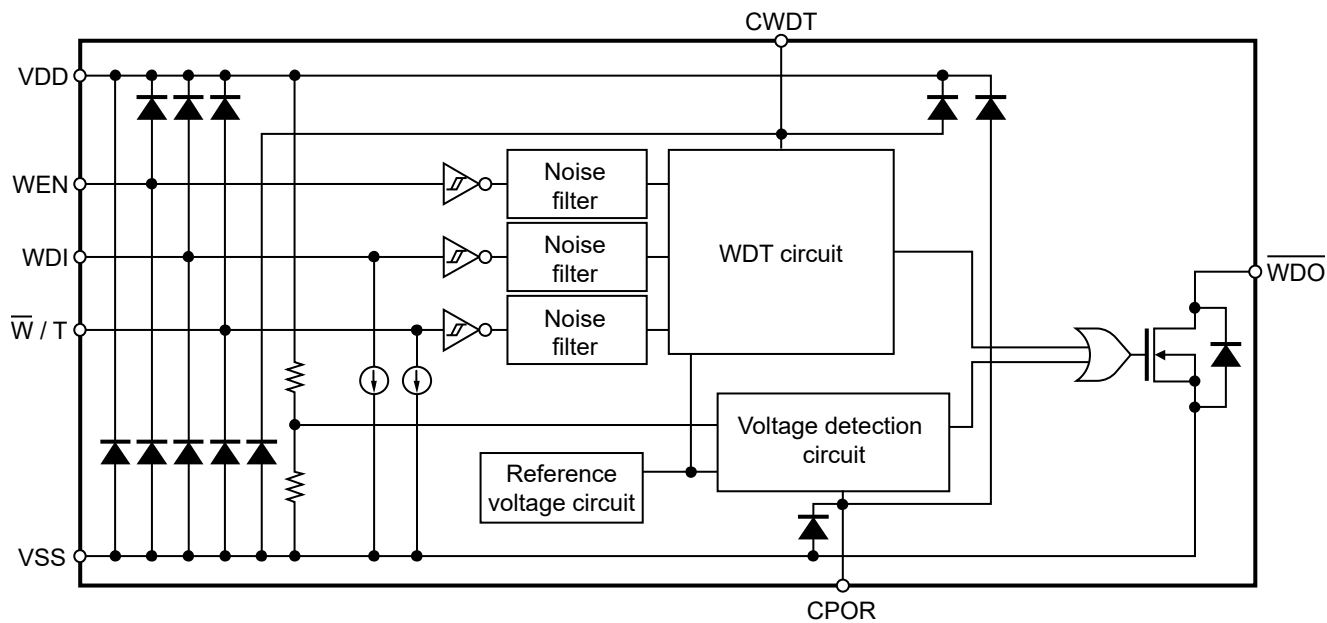 CWDT
VDD
WEN
Noise
filter
WDI
Noise
filter
WDT circuit
W̅ / T
Noise
filter
W̅D̅O̅
Voltage detection
circuit
Reference
voltage circuit
VSS
CPOR